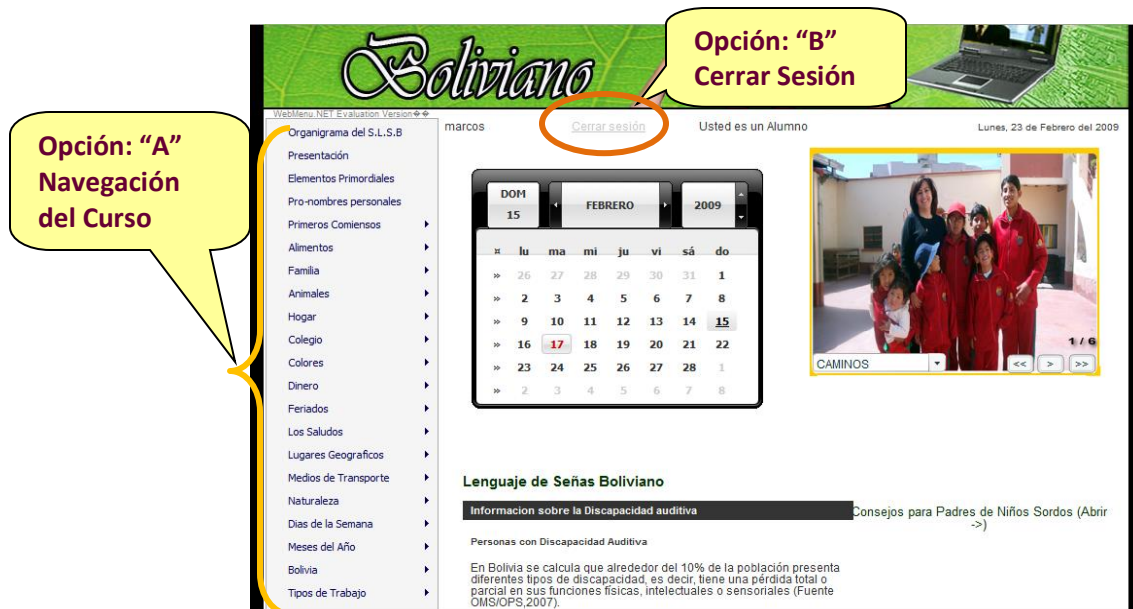 Boliviano
Opción: “B”
Cerrar Sesión
Opción: “A”
Navegación
del Curso
WebMenu.NET Evaluation Version��
marcos
Cerrar sesión
Usted es un Alumno
Lunes, 23 de Febrero del 2009
Organigrama del S.L.S.B
Presentación
Elementos Primordiales
Pro-nombres personales
Primeros Comiensos
Alimentos
Familia
Animales
Hogar
Colegio
Colores
Dinero
Feriados
Los Saludos
Lugares Geograficos
Medios de Transporte
Naturaleza
Dias de la Semana
Meses del Año
Bolivia
Tipos de Trabajo
DOM
15
FEBRERO
2009
¤ lu ma mi ju vi sá do
» 26 27 28 29 30 31 1
» 2 3 4 5 6 7 8
» 9 10 11 12 13 14 15
» 16 17 18 19 20 21 22
» 23 24 25 26 27 28 1
» 2 3 4 5 6 7 8
1 / 6
CAMINOS
<< > >>
Lenguaje de Señas Boliviano
Informacion sobre la Discapacidad auditiva
Personas con Discapacidad Auditiva
En Bolivia se calcula que alrededor del 10% de la población presenta
diferentes tipos de discapacidad, es decir, tiene una pérdida total o
parcial en sus funciones físicas, intelectuales o sensoriales (Fuente
OMS/OPS,2007).
Consejos para Padres de Niños Sordos (Abrir
->)